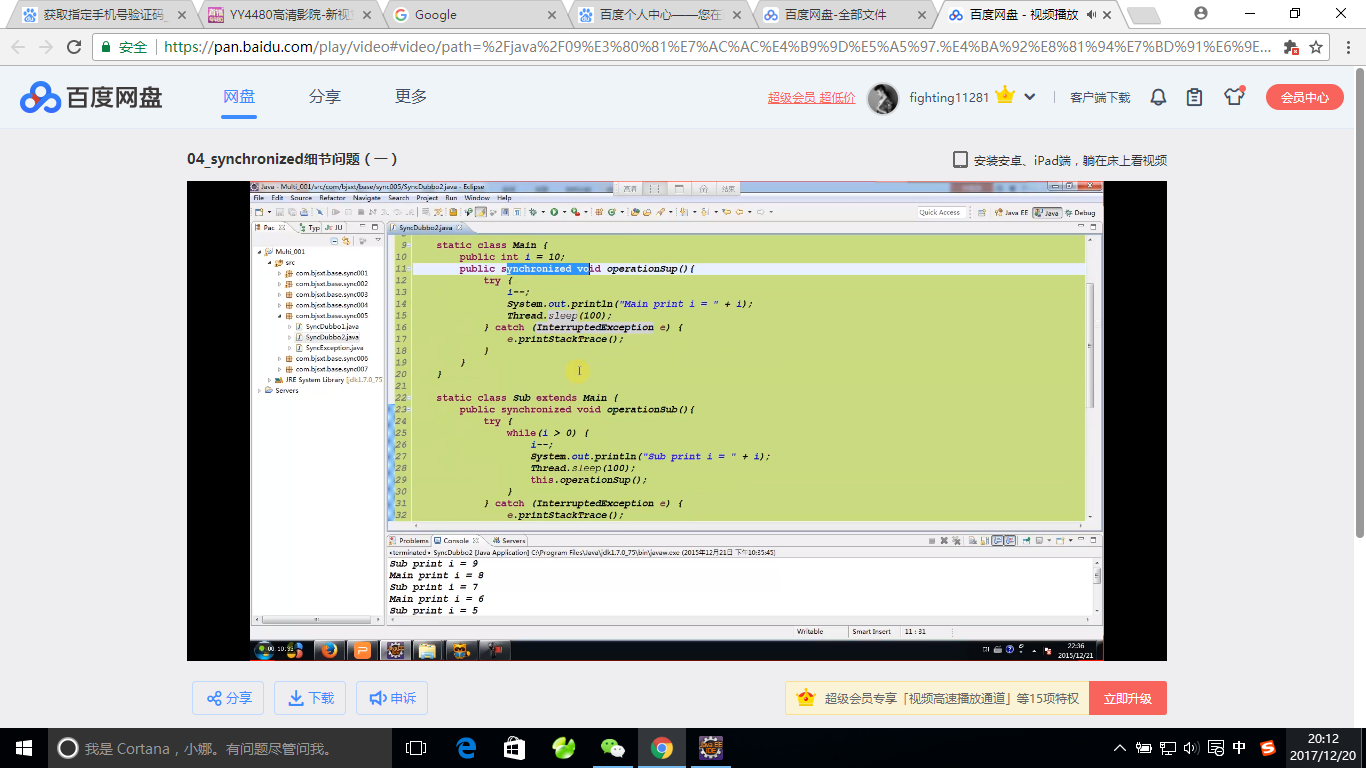 获取指定手机号验证码_
YY4480高清影院-新视
Google
百度个人中心——您在
百度网盘-全部文件
百度网盘 - 视频播放
安全 https://pan.baidu.com/play/video#video/path=%2Fjava%2F09%E3%80%81%E7%AC%AC%E4%B9%9D%E5%A5%97.%E4%BA%92%E8%81%94%E7%BD%91%E6%9E...
百度网盘
网盘
分享
更多
超级会员 超低价
fighting11281
客户端下载
会员中心
04_synchronized细节问题（一）
安装安卓、iPad端，躺在床上看视频
Java - Multi_001/src/com/bjsxt/base/sync005/SyncDubbo2.java - Eclipse
File Edit Source Refactor Navigate Search Project Run Window Help
Quick Access
Java EE
Java
Debug
Pac
Typ
JU
SyncDubbo2.java
Multi_001
src
com.bjsxt.base.sync001
com.bjsxt.base.sync002
com.bjsxt.base.sync003
com.bjsxt.base.sync004
com.bjsxt.base.sync005
SyncDubbo1.java
SyncDubbo2.java
SyncException.java
com.bjsxt.base.sync006
com.bjsxt.base.sync007
JRE System Library [jdk1.7.0_75]
Servers
9 static class Main {
10 public int i = 10;
11 public synchronized void operationSup(){
12 try {
13 i--;
14 System.out.println("Main print i = " + i);
15 Thread.sleep(100);
16 } catch (InterruptedException e) {
17 e.printStackTrace();
18 }
19 }
20 }
21
22 static class Sub extends Main {
23 public synchronized void operationSub(){
24 try {
25 while(i > 0) {
26 i--;
27 System.out.println("Sub print i = " + i);
28 Thread.sleep(100);
29 this.operationSup();
30 }
31 } catch (InterruptedException e) {
32 e.printStackTrace();
Problems
Console
Servers
<terminated> SyncDubbo2 [Java Application] C:\Program Files\Java\jdk1.7.0_75\bin\javaw.exe (2015年12月21日 下午10:35:45)
Sub print i = 9
Main print i = 8
Sub print i = 7
Main print i = 6
Sub print i = 5
Writable
Smart Insert
11 : 31
22:36
2015/12/21
分享
下载
申诉
超级会员专享「视频高速播放通道」等15项特权
立即升级
我是 Cortana，小娜。有问题尽管问我。
中
20:12
2017/12/20